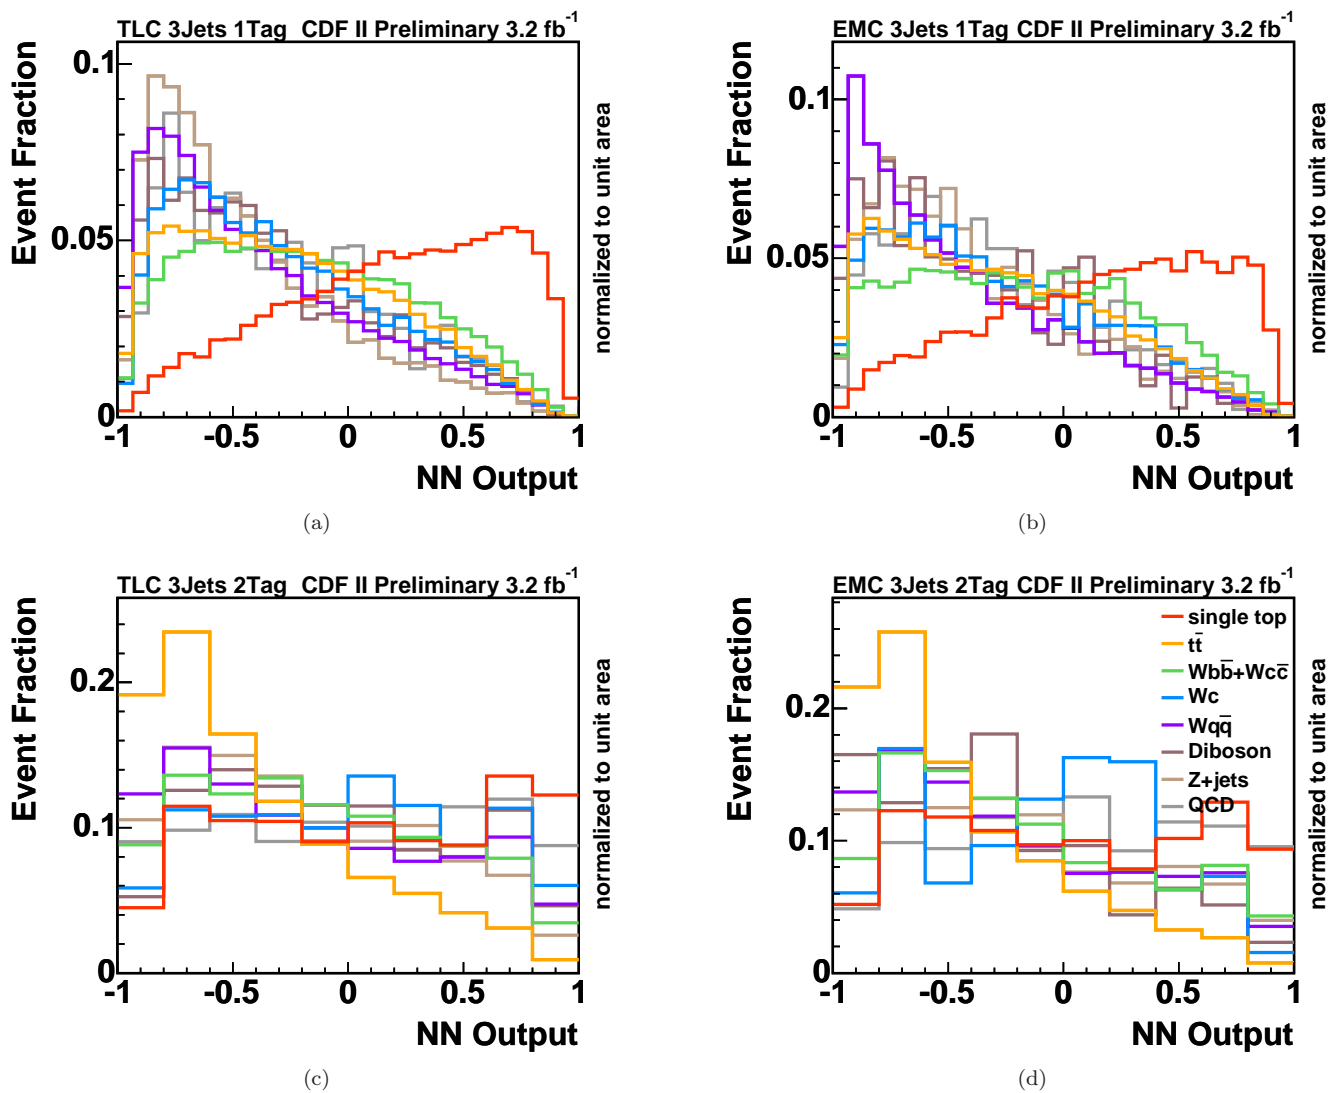 TLC 3Jets 1Tag CDF II Preliminary 3.2 fb-1
Event Fraction
0.1
0.05
0
-1 -0.5 0 0.5 1
NN Output
normalized to unit area
(a)
EMC 3Jets 1Tag CDF II Preliminary 3.2 fb-1
Event Fraction
0.1
0.05
0
-1 -0.5 0 0.5 1
NN Output
normalized to unit area
(b)
TLC 3Jets 2Tag CDF II Preliminary 3.2 fb-1
Event Fraction
0.2
0.1
0
-1 -0.5 0 0.5 1
NN Output
normalized to unit area
(c)
EMC 3Jets 2Tag CDF II Preliminary 3.2 fb-1
Event Fraction
0.2
0.1
0
-1 -0.5 0 0.5 1
NN Output
normalized to unit area
single top
tt̄
Wbb̄+Wcc̄
Wc
Wqq̄
Diboson
Z+jets
QCD
(d)